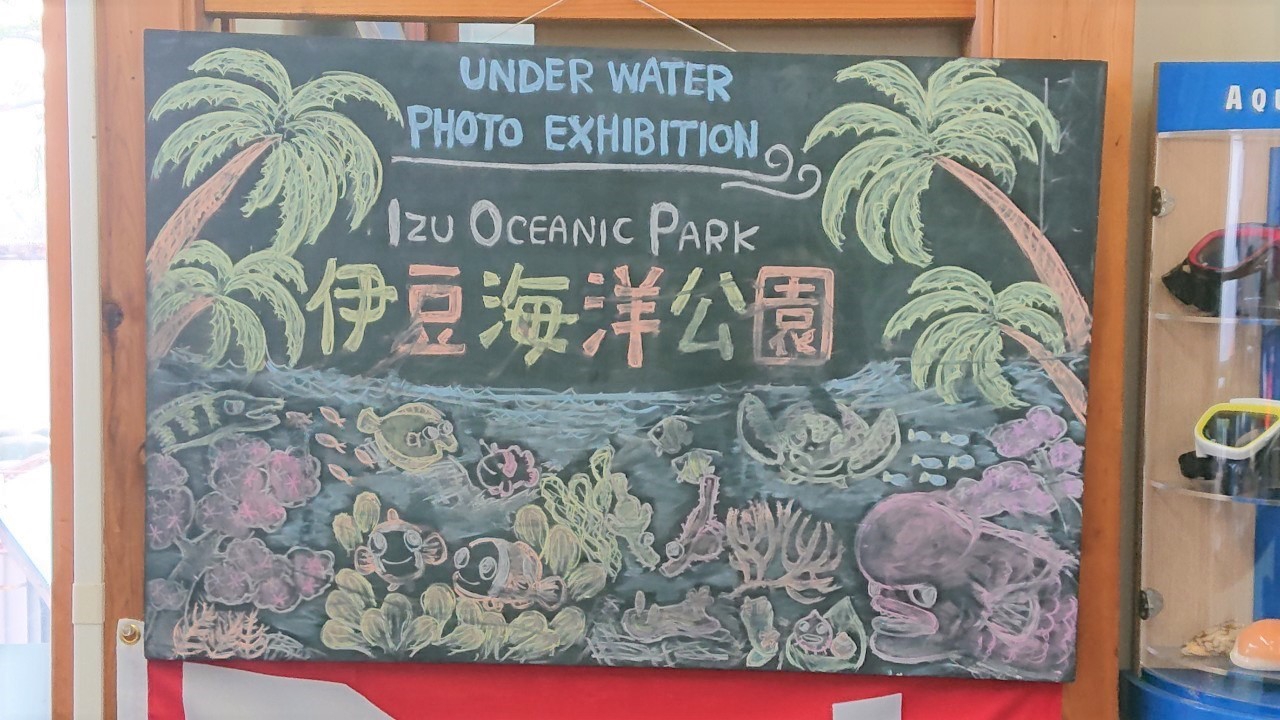 UNDER WATER
PHOTO EXHIBITION
IZU OCEANIC PARK
伊豆海洋公園